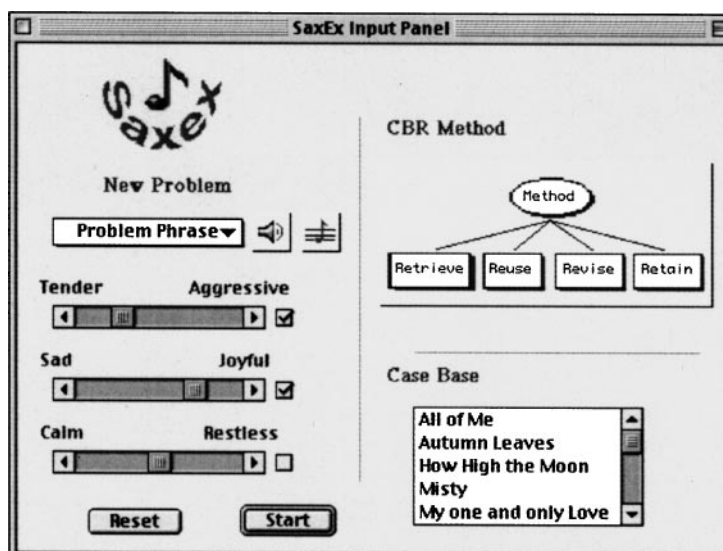 SaxEx Input Panel
saxex
New Problem
Problem Phrase
Tender Aggressive
Sad Joyful
Calm Restless
Reset Start
CBR Method
Method
Retrieve Reuse Revise Retain
Case Base
All of Me
Autumn Leaves
How High the Moon
Misty
My one and only Love